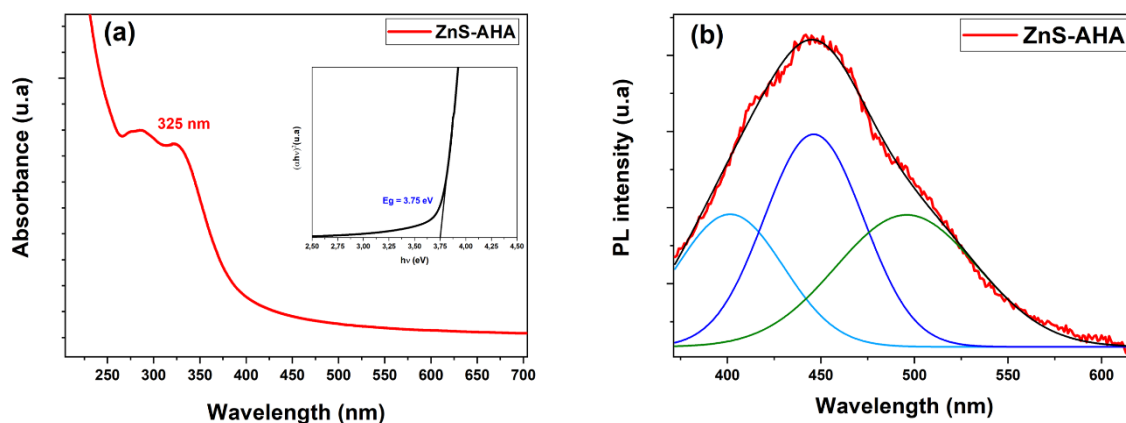 (a)
ZnS-AHA
325 nm
Absorbance (u.a)
(αhν)²(u.a)
Eg = 3.75 eV
2,50 2,75 3,00 3,25 3,50 3,75 4,00 4,25 4,50
hν (eV)
250 300 350 400 450 500 550 600 650 700
Wavelength (nm)
(b)
ZnS-AHA
PL intensity (u.a)
400 450 500 550 600
Wavelength (nm)